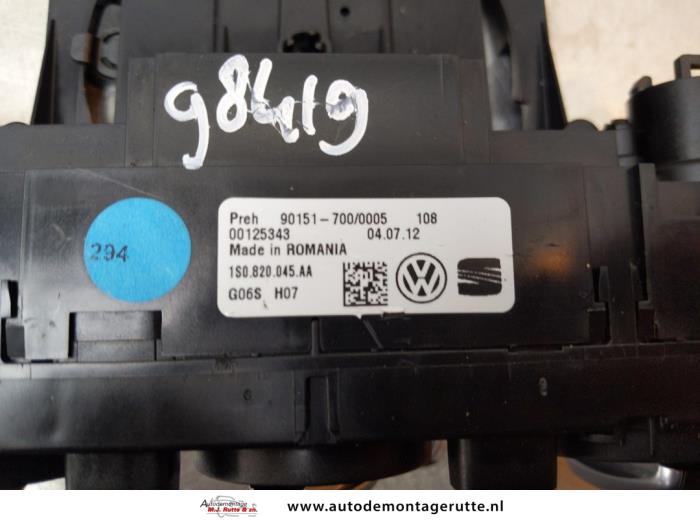 98419
294
Preh 90151-700/0005 108
00125343 04.07.12
Made in ROMANIA
1S0.820.045.AA
G06S H07
Autodemontage
M.J. Rutte & zn.
www.autodemontagerutte.nl